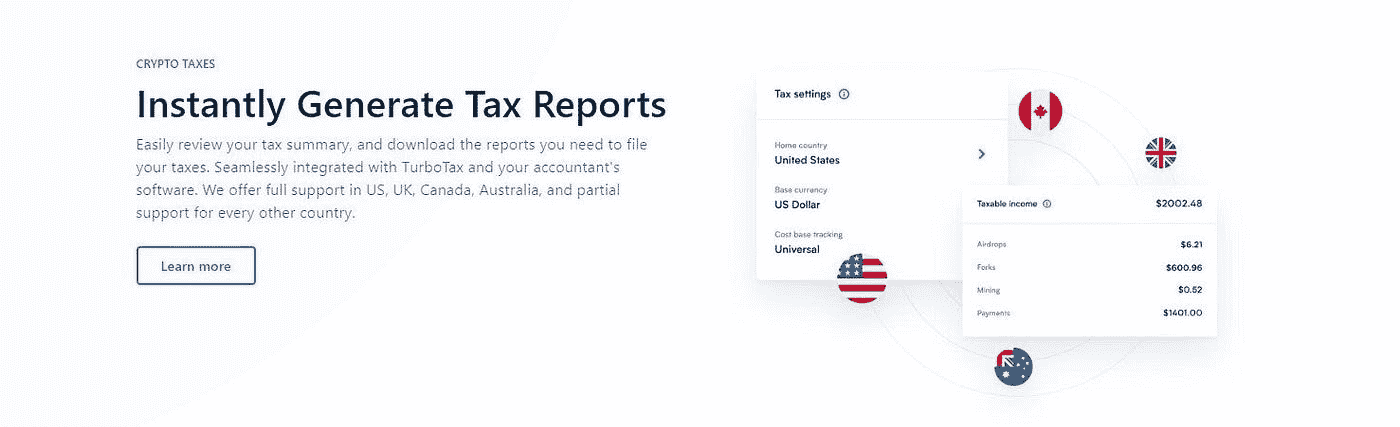 CRYPTO TAXES
Instantly Generate Tax Reports
Easily review your tax summary, and download the reports you need to file
your taxes. Seamlessly integrated with TurboTax and your accountant's
software. We offer full support in US, UK, Canada, Australia, and partial
support for every other country.
Learn more
Tax settings
Home country
United States
Base currency
US Dollar
Cost base tracking
Universal
Taxable income $2002.48
Airdrops $6.21
Forks $600.96
Mining $0.52
Payments $1401.00